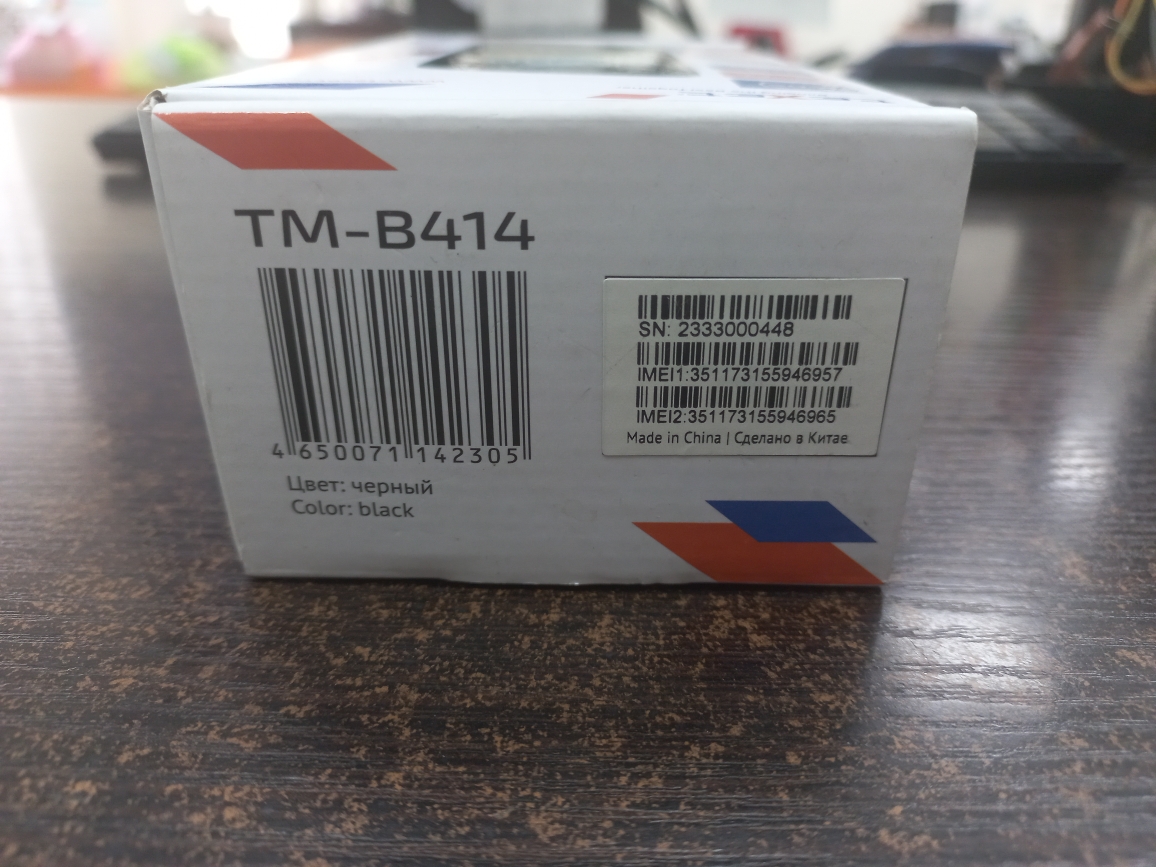 TM-B414
4 650071 142305
Цвет: черный
Color: black
SN: 2333000448
IMEI1:351173155946957
IMEI2:351173155946965
Made in China | Сделано в Китае